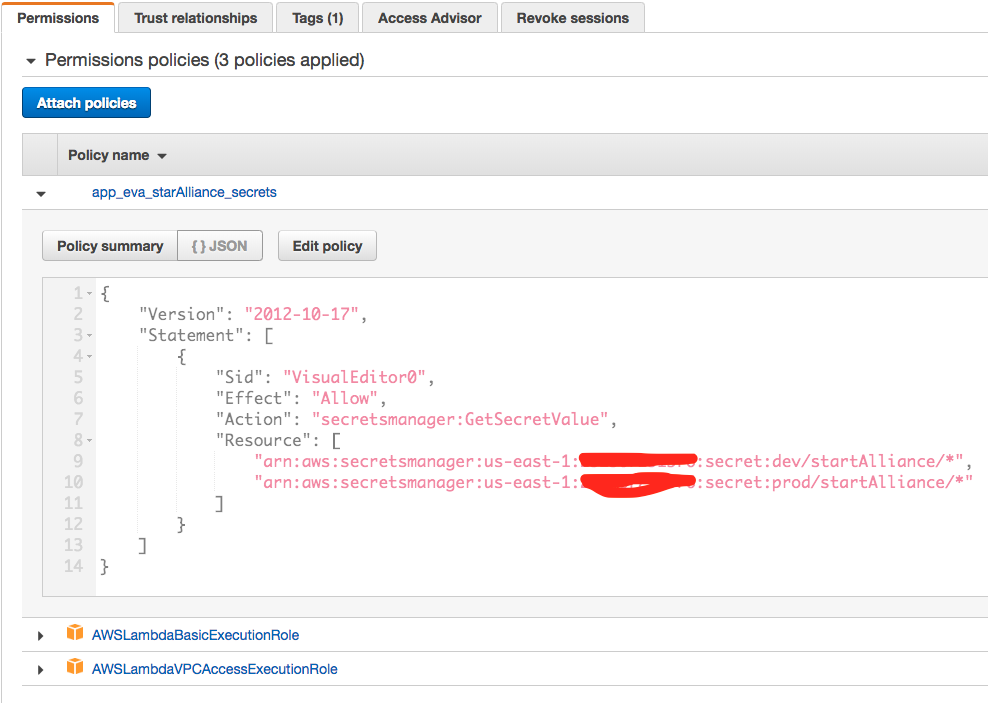 Permissions Trust relationships Tags (1) Access Advisor Revoke sessions
Permissions policies (3 policies applied)
Attach policies
Policy name
app_eva_starAlliance_secrets
Policy summary { } JSON Edit policy
1 {
2 "Version": "2012-10-17",
3 "Statement": [
4 {
5 "Sid": "VisualEditor0",
6 "Effect": "Allow",
7 "Action": "secretsmanager:GetSecretValue",
8 "Resource": [
9 "arn:aws:secretsmanager:us-east-1: :secret:dev/startAlliance/*",
10 "arn:aws:secretsmanager:us-east-1: :secret:prod/startAlliance/*"
11 ]
12 }
13 ]
14 }
AWSLambdaBasicExecutionRole
AWSLambdaVPCAccessExecutionRole